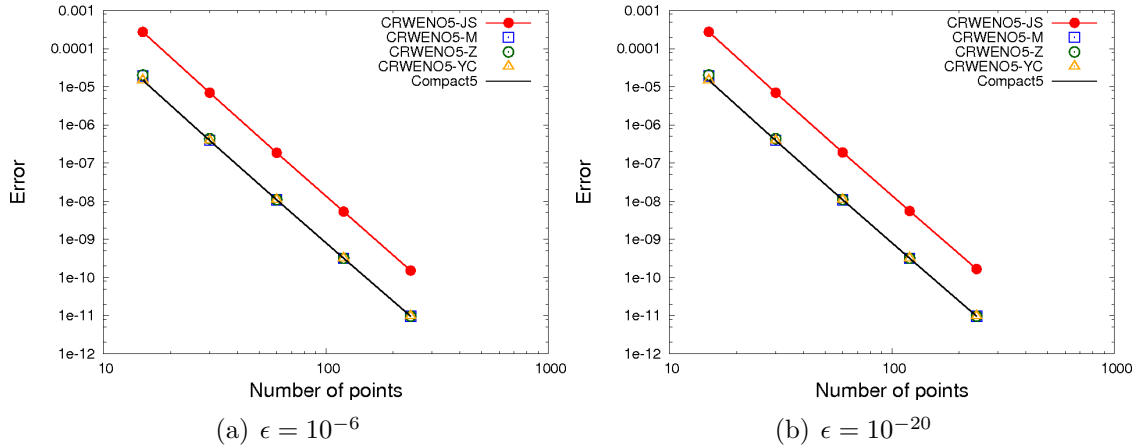 0.001
0.0001
1e-05
1e-06
1e-07
1e-08
1e-09
1e-10
1e-11
1e-12
Error
10
100
1000
Number of points
CRWENO5-JS
CRWENO5-M
CRWENO5-Z
CRWENO5-YC
Compact5
(a) ϵ = 10⁻⁶
0.001
0.0001
1e-05
1e-06
1e-07
1e-08
1e-09
1e-10
1e-11
1e-12
Error
10
100
1000
Number of points
CRWENO5-JS
CRWENO5-M
CRWENO5-Z
CRWENO5-YC
Compact5
(b) ϵ = 10⁻²⁰